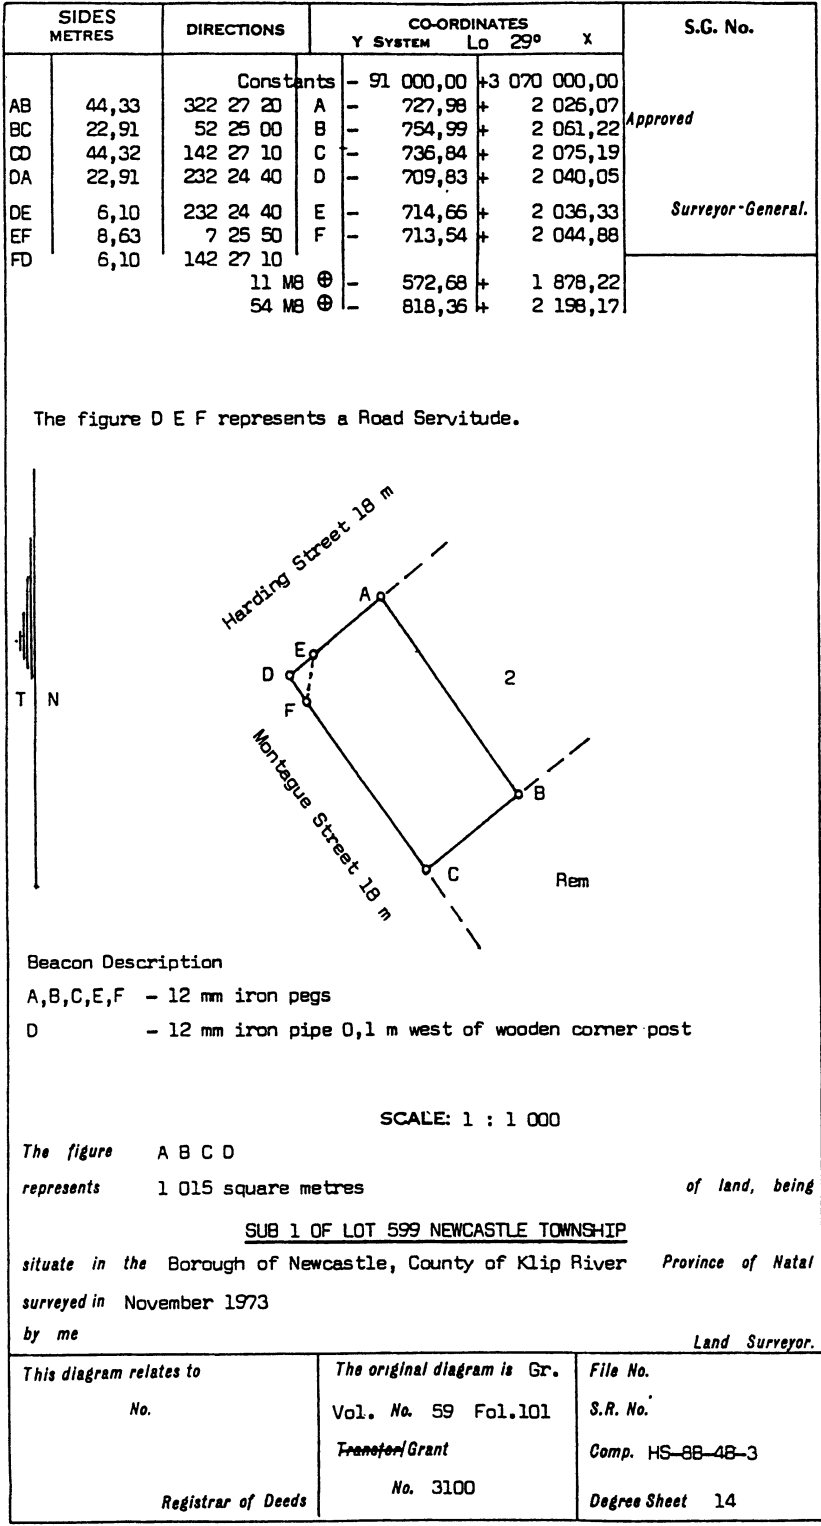 SIDES METRES DIRECTIONS CO-ORDINATES Y SYSTEM Lo 29° X S.G. No.
Constants - 91 000,00 +3 070 000,00
AB 44,33 322 27 20 A - 727,98 + 2 026,07
BC 22,91 52 25 00 B - 754,99 + 2 061,22
CD 44,32 142 27 10 C - 736,84 + 2 075,19
DA 22,91 232 24 40 D - 709,83 + 2 040,05
DE 6,10 232 24 40 E - 714,66 + 2 036,33
EF 8,63 7 25 50 F - 713,54 + 2 044,88
FD 6,10 142 27 10
11 M8 ⊕ - 572,68 + 1 878,22
54 M8 ⊕ - 818,36 + 2 198,17
Approved
Surveyor-General.
The figure D E F represents a Road Servitude.
Harding Street 18 m
A
E
D
2
T N
F
Montague Street 18 m
B
C
Rem
Beacon Description
A,B,C,E,F - 12 mm iron pegs
D - 12 mm iron pipe 0,1 m west of wooden corner post
SCALE: 1 : 1 000
The figure A B C D
represents 1 015 square metres of land, being
SUB 1 OF LOT 599 NEWCASTLE TOWNSHIP
situate in the Borough of Newcastle, County of Klip River Province of Natal
surveyed in November 1973
by me
Land Surveyor.
This diagram relates to
No.
Registrar of Deeds
The original diagram is Gr.
Vol. No. 59 Fol.101
Transfer/Grant
No. 3100
File No.
S.R. No.
Comp. HS-8B-4B-3
Degree Sheet 14